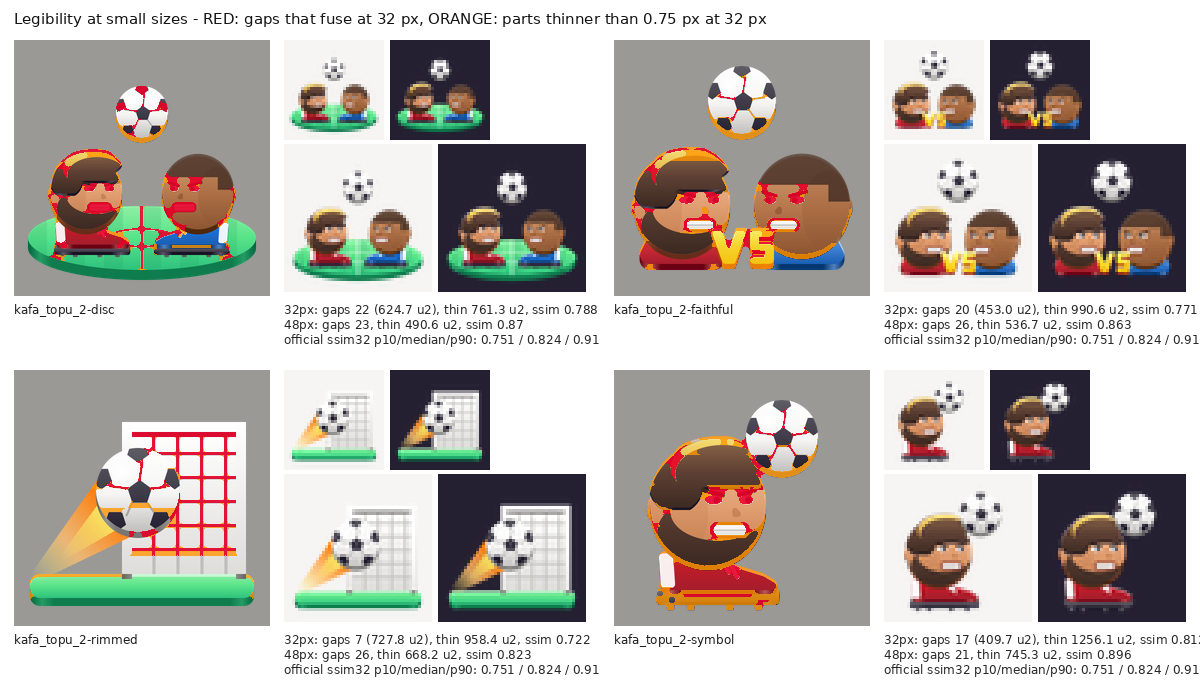 Legibility at small sizes - RED: gaps that fuse at 32 px, ORANGE: parts thinner than 0.75 px at 32 px
VS
VS
VS
VS
VS
kafa_topu_2-disc
32px: gaps 22 (624.7 u2), thin 761.3 u2, ssim 0.788
48px: gaps 23, thin 490.6 u2, ssim 0.87
official ssim32 p10/median/p90: 0.751 / 0.824 / 0.91
kafa_topu_2-faithful
32px: gaps 20 (453.0 u2), thin 990.6 u2, ssim 0.771
48px: gaps 26, thin 536.7 u2, ssim 0.863
official ssim32 p10/median/p90: 0.751 / 0.824 / 0.91
kafa_topu_2-rimmed
32px: gaps 7 (727.8 u2), thin 958.4 u2, ssim 0.722
48px: gaps 26, thin 668.2 u2, ssim 0.823
official ssim32 p10/median/p90: 0.751 / 0.824 / 0.91
kafa_topu_2-symbol
32px: gaps 17 (409.7 u2), thin 1256.1 u2, ssim 0.812
48px: gaps 21, thin 745.3 u2, ssim 0.896
official ssim32 p10/median/p90: 0.751 / 0.824 / 0.91